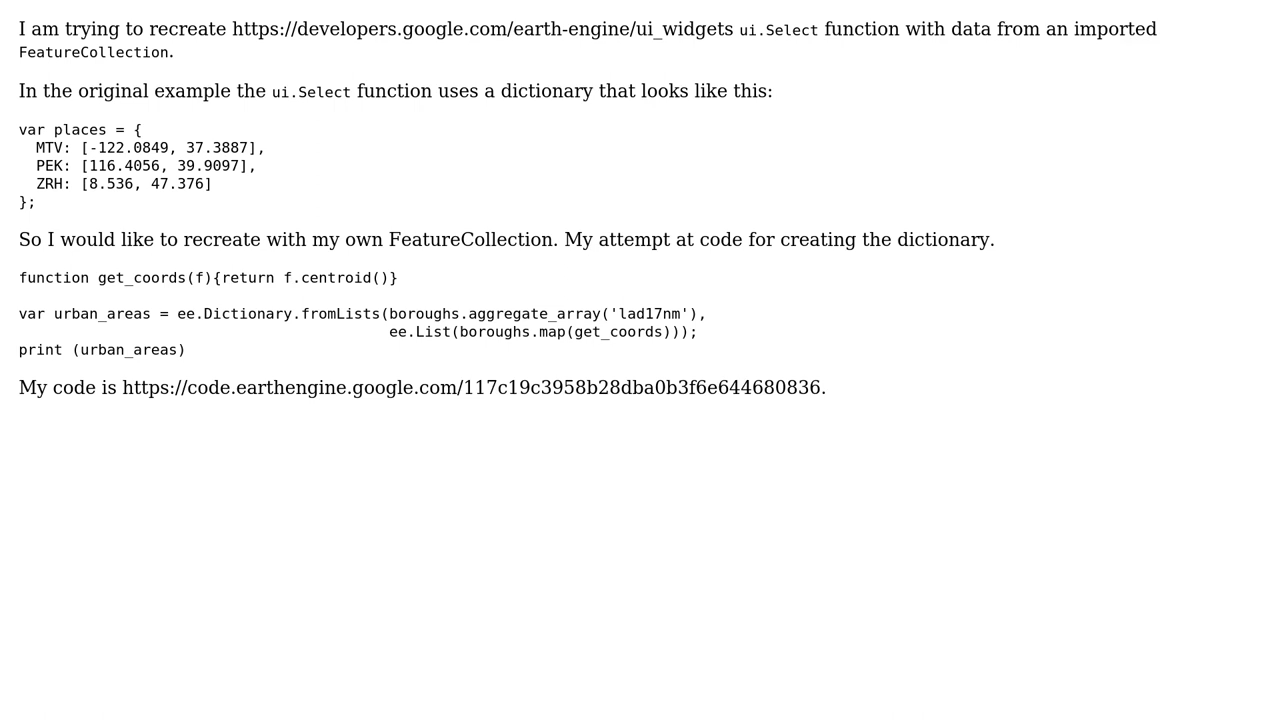 I am trying to recreate https://developers.google.com/earth-engine/ui_widgets ui.Select function with data from an imported
FeatureCollection.
In the original example the ui.Select function uses a dictionary that looks like this:
var places = {
  MTV: [-122.0849, 37.3887],
  PEK: [116.4056, 39.9097],
  ZRH: [8.536, 47.376]
};
So I would like to recreate with my own FeatureCollection. My attempt at code for creating the dictionary.
function get_coords(f){return f.centroid()}
var urban_areas = ee.Dictionary.fromLists(boroughs.aggregate_array('lad17nm'),
                                          ee.List(boroughs.map(get_coords)));
print (urban_areas)
My code is https://code.earthengine.google.com/117c19c3958b28dba0b3f6e644680836.